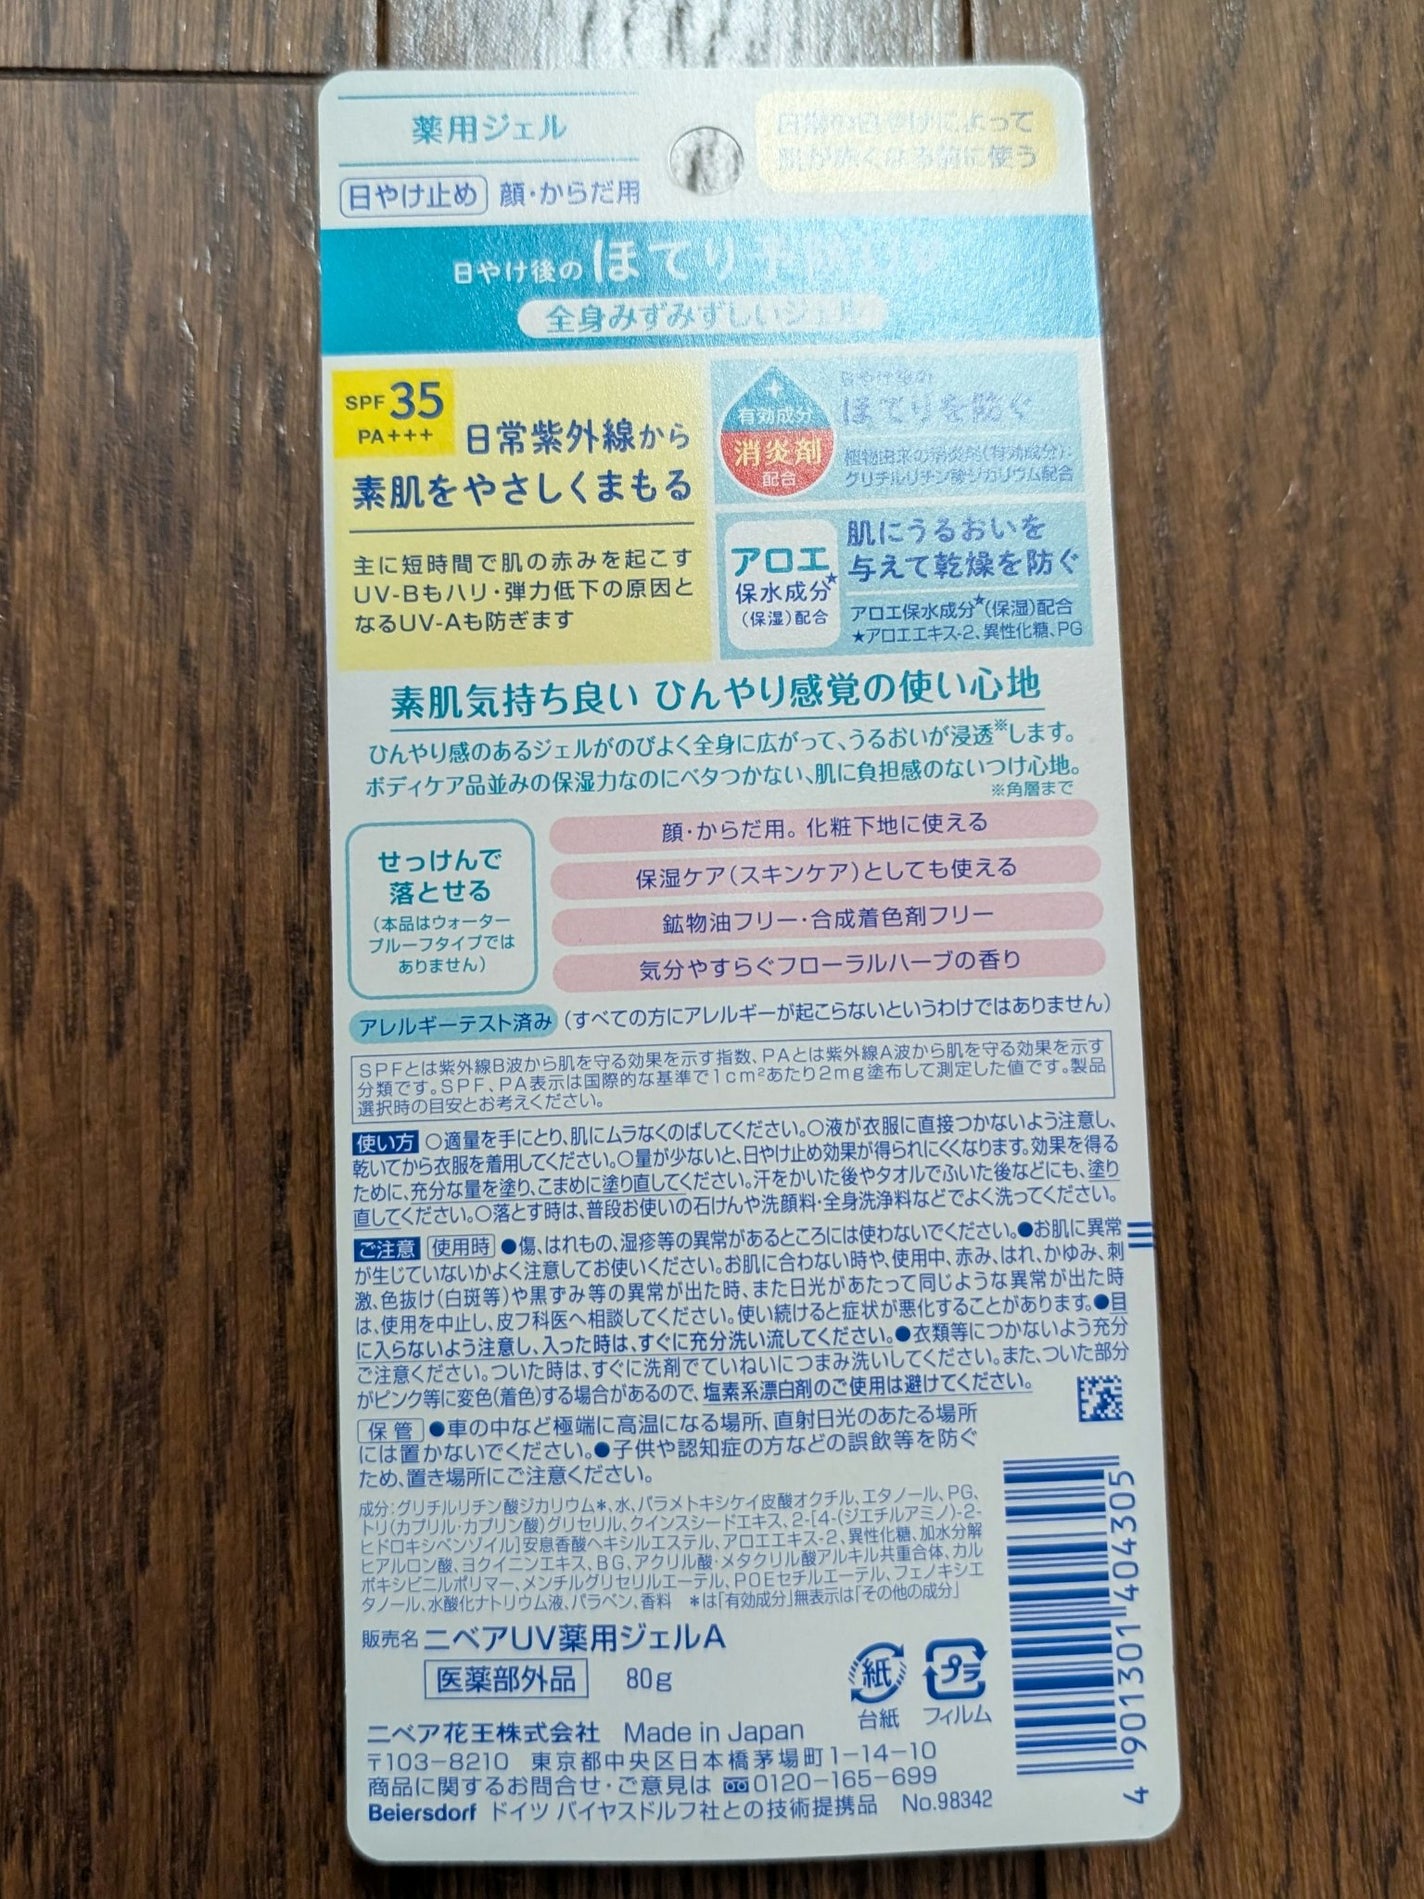 薬用ジェル
日やけ止め 顔・からだ用
によって
前に使う
日やけ後の ほてり予防UV
全身みずみずしいジェル
SPF 35
PA+++
日常紫外線から
素肌をやさしくまもる
主に短時間で肌の赤みを起こす
UV-Bもハリ・弾力低下の原因と
なるUV-Aも防ぎます
有効成分
消炎剤
配合
日やけ後の
ほてりを防ぐ
植物由来の消炎剤(有効成分):
グリチルリチン酸ジカリウム配合
アロエ
保水成分★
(保湿)配合
肌にうるおいを
与えて乾燥を防ぐ
アロエ保水成分★(保湿)配合
★アロエエキス-2、異性化糖、PG
素肌気持ち良い ひんやり感覚の使い心地
ひんやり感のあるジェルがのびよく全身に広がって、うるおいが浸透※します。
ボディケア品並みの保湿力なのにベタつかない、肌に負担感のないつけ心地。
※角層まで
せっけんで
落とせる
(本品はウォーター
プルーフタイプでは
ありません)
顔・からだ用。化粧下地に使える
保湿ケア(スキンケア)としても使える
鉱物油フリー・合成着色剤フリー
気分やすらぐフローラルハーブの香り
アレルギーテスト済み (すべての方にアレルギーが起こらないというわけではありません)
SPFとは紫外線B波から肌を守る効果を示す指数、PAとは紫外線A波から肌を守る効果を示す
分類です。SPF、PA表示は国際的な基準で1cm²あたり2mg塗布して測定した値です。製品
選択時の目安とお考えください。
使い方 ○適量を手にとり、肌にムラなくのばしてください。○液が衣服に直接つかないよう注意し、
乾いてから衣服を着用してください。○量が少ないと、日やけ止め効果が得られにくくなります。効果を得る
ために、充分な量を塗り、こまめに塗り直してください。汗をかいた後やタオルでふいた後などにも、塗り
直してください。○落とす時は、普段お使いの石けんや洗顔料・全身洗浄料などでよく洗ってください。
ご注意 使用時 ●傷、はれもの、湿疹等の異常があるところには使わないでください。●お肌に異常
が生じていないかよく注意してお使いください。お肌に合わない時や、使用中、赤み、はれ、かゆみ、刺
激、色抜け(白斑等)や黒ずみ等の異常が出た時、また日光があたって同じような異常が出た時
は、使用を中止し、皮フ科医へ相談してください。使い続けると症状が悪化することがあります。●目
に入らないよう注意し、入った時は、すぐに充分洗い流してください。●衣類等につかないよう充分
ご注意ください。ついた時は、すぐに洗剤でていねいにつまみ洗いしてください。また、ついた部分
がピンク等に変色(着色)する場合があるので、塩素系漂白剤のご使用は避けてください。
保管 ●車の中など極端に高温になる場所、直射日光のあたる場所
には置かないでください。●子供や認知症の方などの誤飲等を防ぐ
ため、置き場所にご注意ください。
成分:グリチルリチン酸ジカリウム*、水、パラメトキシケイ皮酸オクチル、エタノール、PG、
トリ(カプリル・カプリン酸)グリセリル、クインスシードエキス、2-[4-(ジエチルアミノ)-2-
ヒドロキシベンゾイル]安息香酸ヘキシルエステル、アロエエキス-2、異性化糖、加水分解
ヒアルロン酸、ヨクイニンエキス、BG、アクリル酸・メタクリル酸アルキル共重合体、カル
ボキシビニルポリマー、メンチルグリセリルエーテル、POEセチルエーテル、フェノキシエ
タノール、水酸化ナトリウム液、パラベン、香料 *は「有効成分」無表示は「その他の成分」
販売名 ニベアUV薬用ジェルA
医薬部外品 80g
紙
台紙
プラ
フィルム
ニベア花王株式会社 Made in Japan
〒103-8210 東京都中央区日本橋茅場町1-14-10
商品に関するお問合せ・ご意見は 0120-165-699
Beiersdorf ドイツ バイヤスドルフ社との技術提携品 No.98342
4 901301 404305